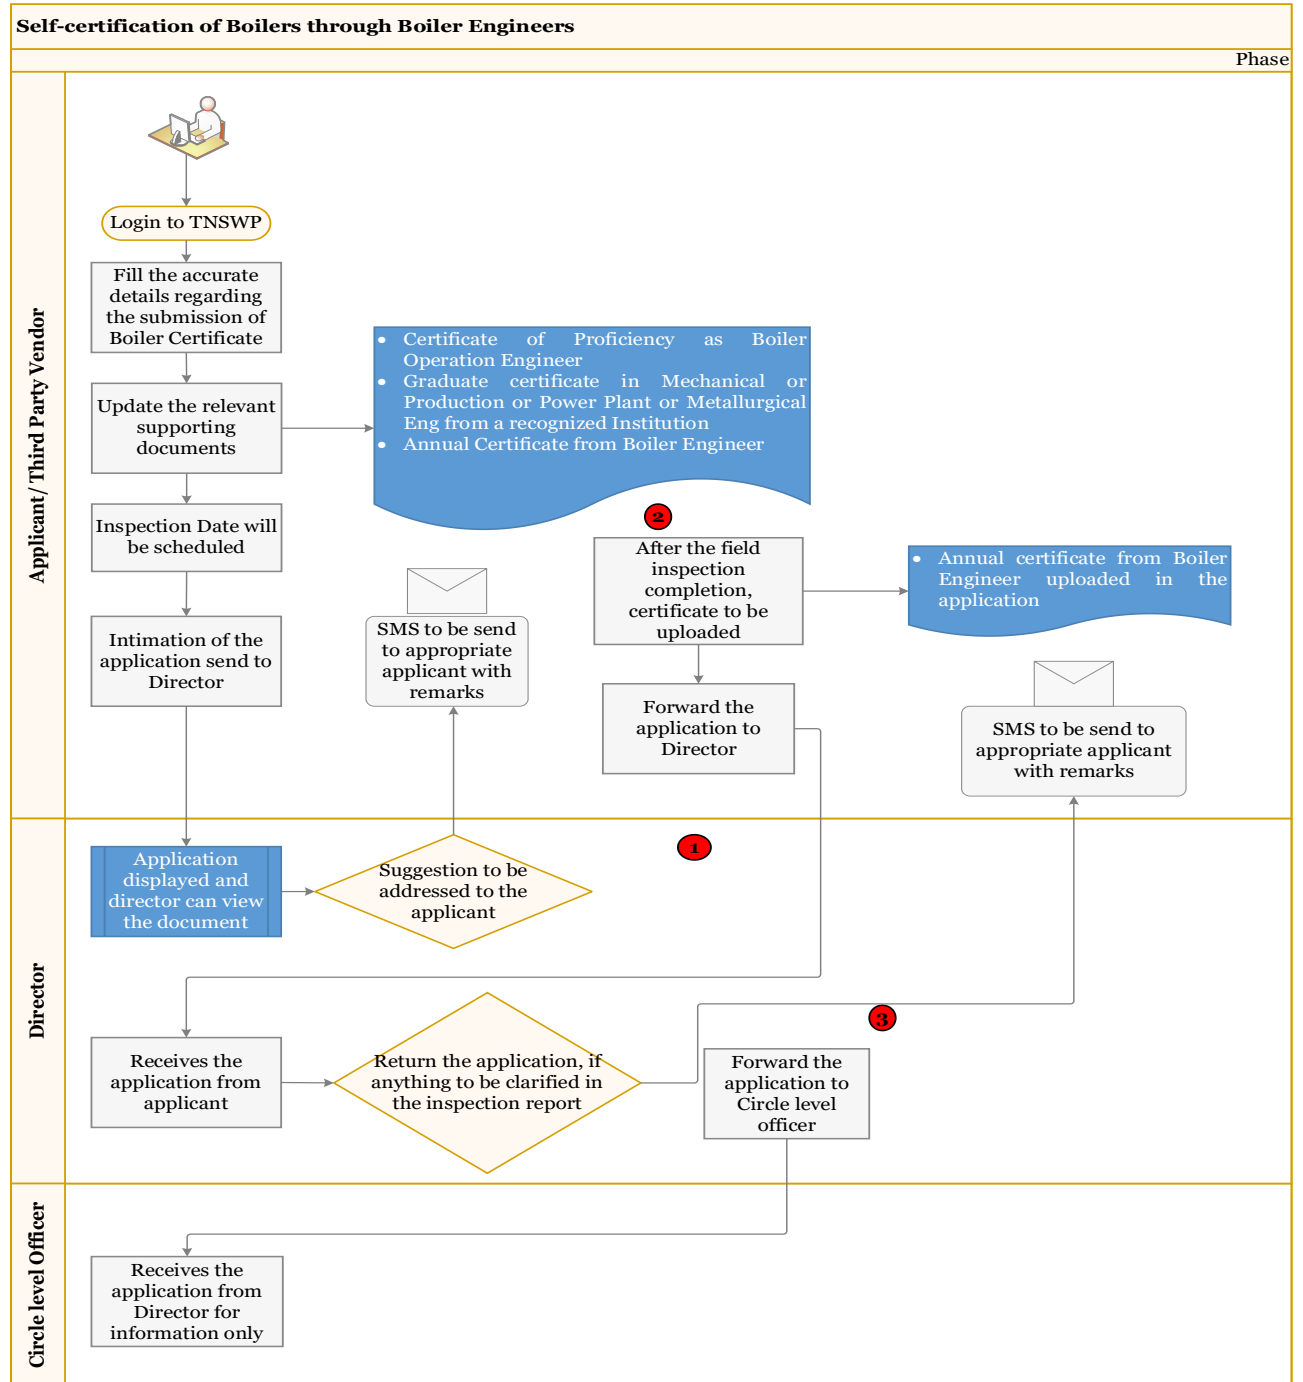 Self-certification of Boilers through Boiler Engineers
Phase
Applicant/ Third Party Vendor
Login to TNSWP
Fill the accurate
details regarding
the submission of
Boiler Certificate
Update the relevant
supporting
documents
• Certificate of Proficiency as Boiler
Operation Engineer
• Graduate certificate in Mechanical or
Production or Power Plant or Metallurgical
Eng from a recognized Institution
• Annual Certificate from Boiler Engineer
Inspection Date will
be scheduled
Intimation of the
application send to
Director
SMS to be send
to appropriate
applicant with
remarks
2
After the field
inspection
completion,
certificate to be
uploaded
• Annual certificate from Boiler
Engineer uploaded in the
application
Forward the
application to
Director
SMS to be send to
appropriate applicant
with remarks
Director
Application
displayed and
director can view
the document
Suggestion to be
addressed to the
applicant
1
Receives the
application from
applicant
Return the application, if
anything to be clarified in
the inspection report
3
Forward the
application to
Circle level
officer
Circle level Officer
Receives the
application from
Director for
information only